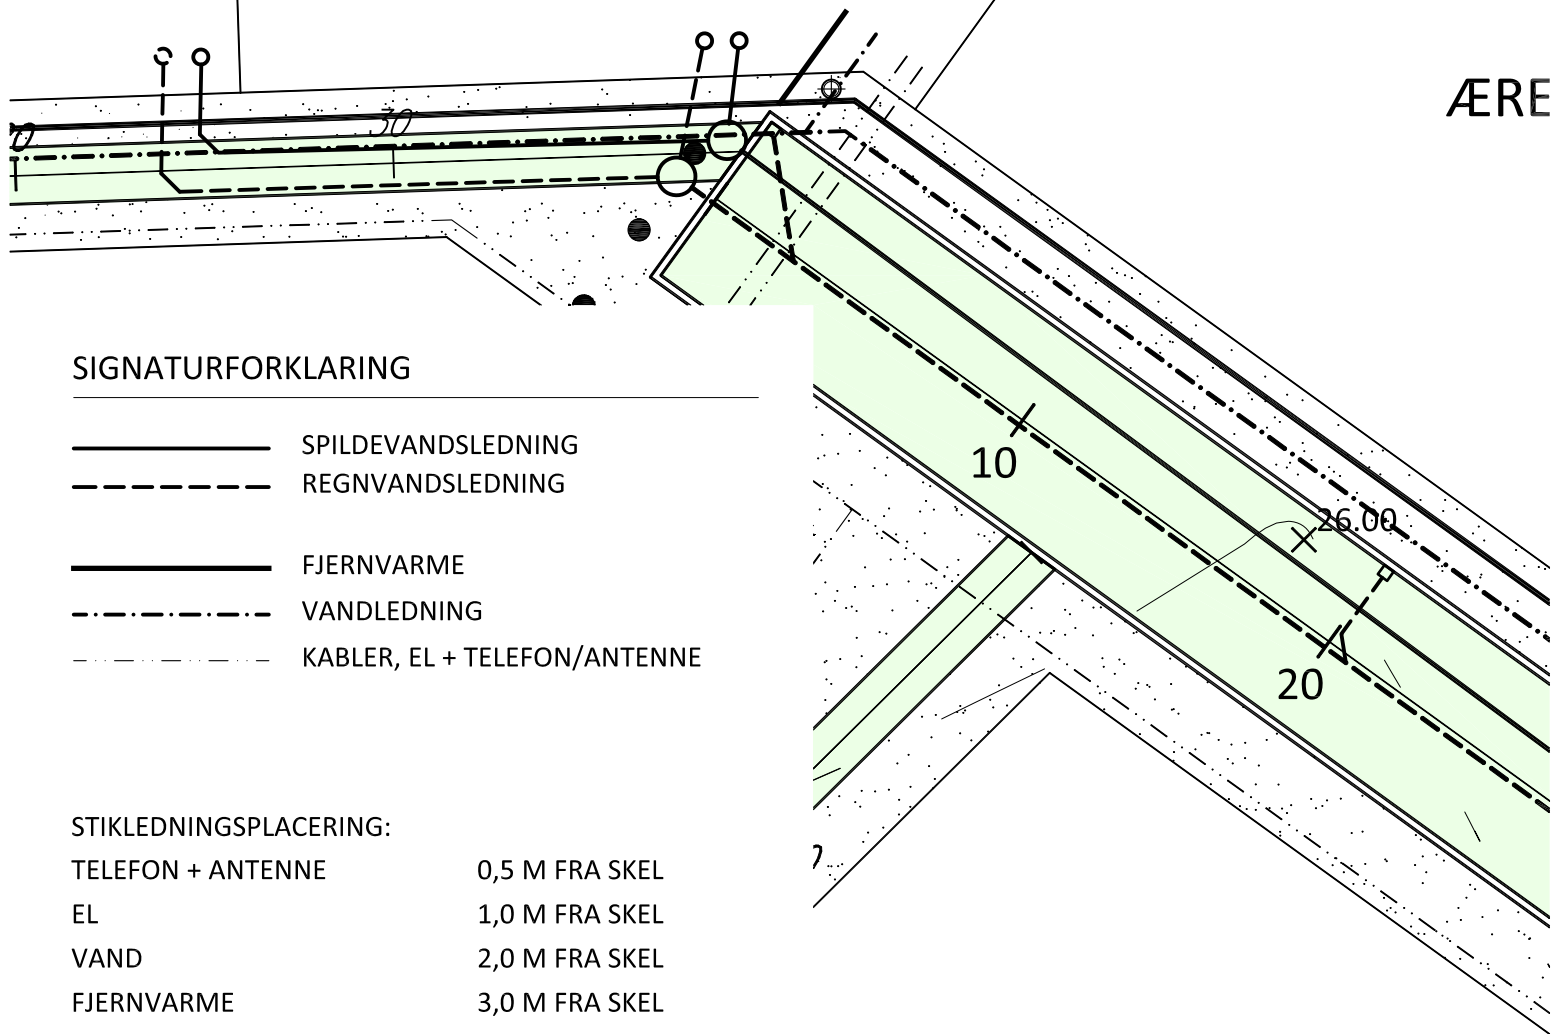 30
ÆRE
SIGNATURFORKLARING
SPILDEVANDSLEDNING
REGNVANDSLEDNING
FJERNVARME
VANDLEDNING
KABLER, EL + TELEFON/ANTENNE
10
26.00
20
STIKLEDNINGSPLACERING:
TELEFON + ANTENNE 0,5 M FRA SKEL
EL 1,0 M FRA SKEL
VAND 2,0 M FRA SKEL
FJERNVARME 3,0 M FRA SKEL